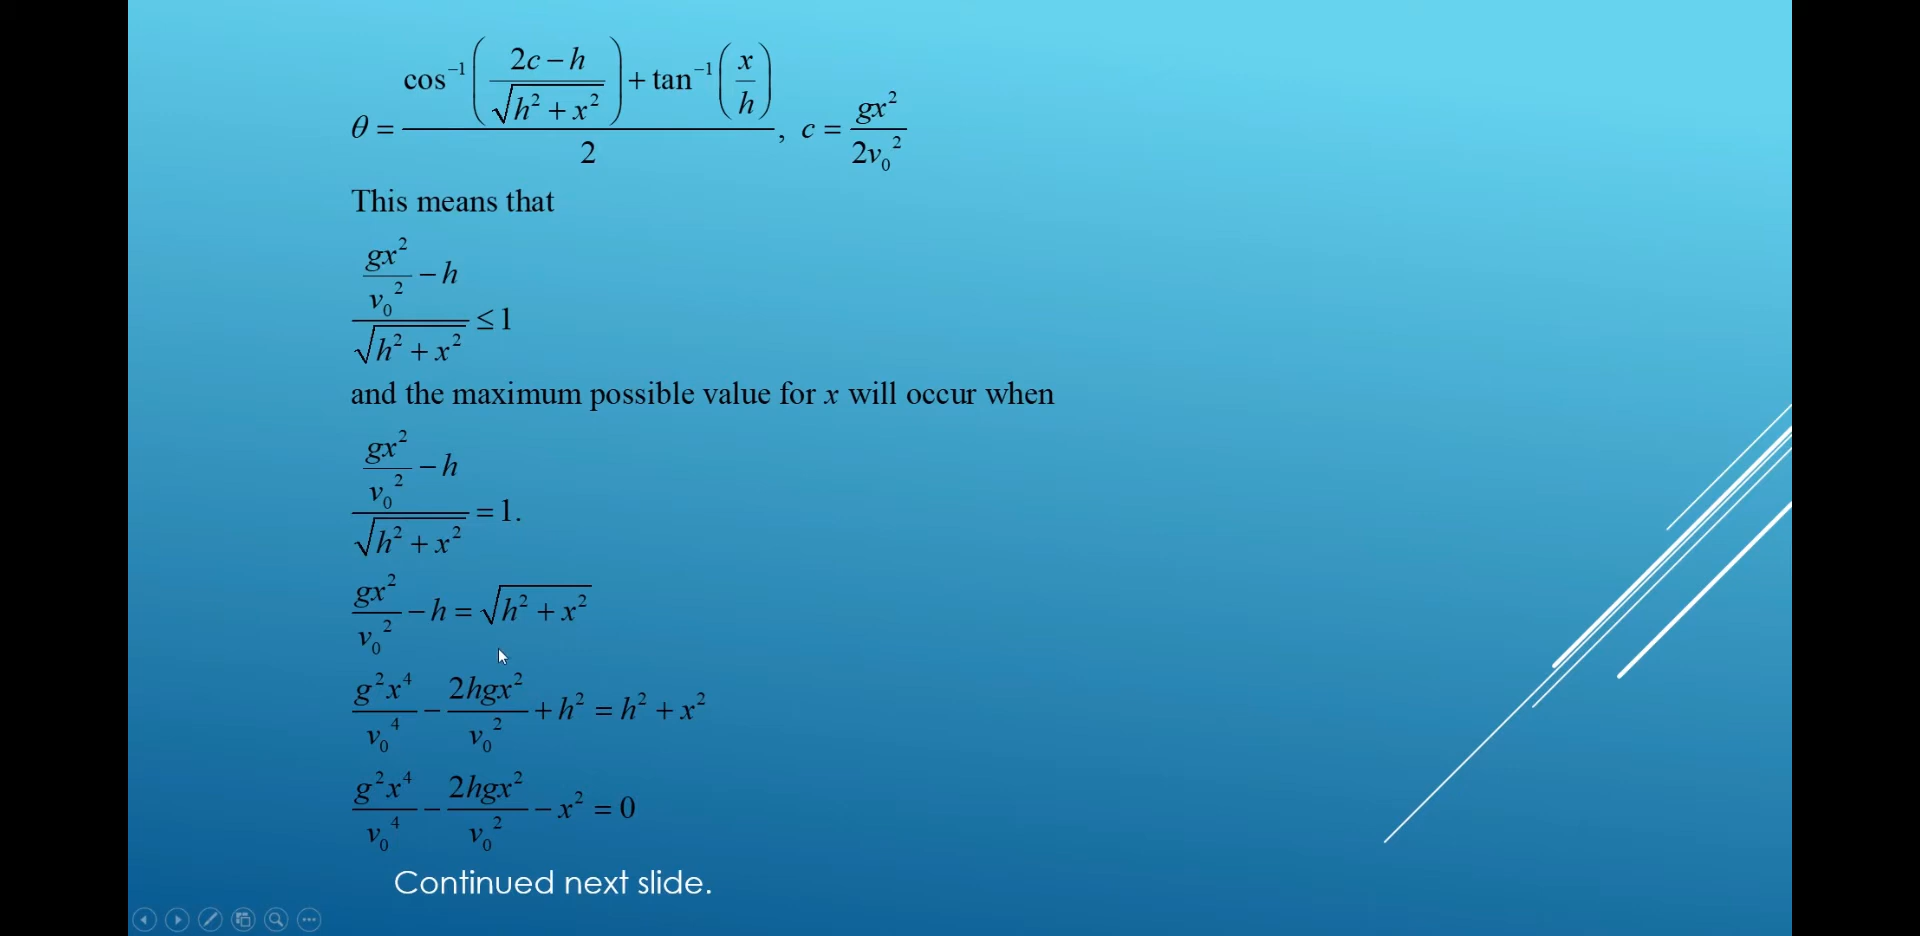 θ = (cos⁻¹((2c − h)/√(h² + x²)) + tan⁻¹(x/h))/2, c = gx²/(2v₀²)
This means that
(gx²/v₀² − h)/√(h² + x²) ≤ 1
and the maximum possible value for x will occur when
(gx²/v₀² − h)/√(h² + x²) = 1.
gx²/v₀² − h = √(h² + x²)
g²x⁴/v₀⁴ − 2hgx²/v₀² + h² = h² + x²
g²x⁴/v₀⁴ − 2hgx²/v₀² − x² = 0
Continued next slide.